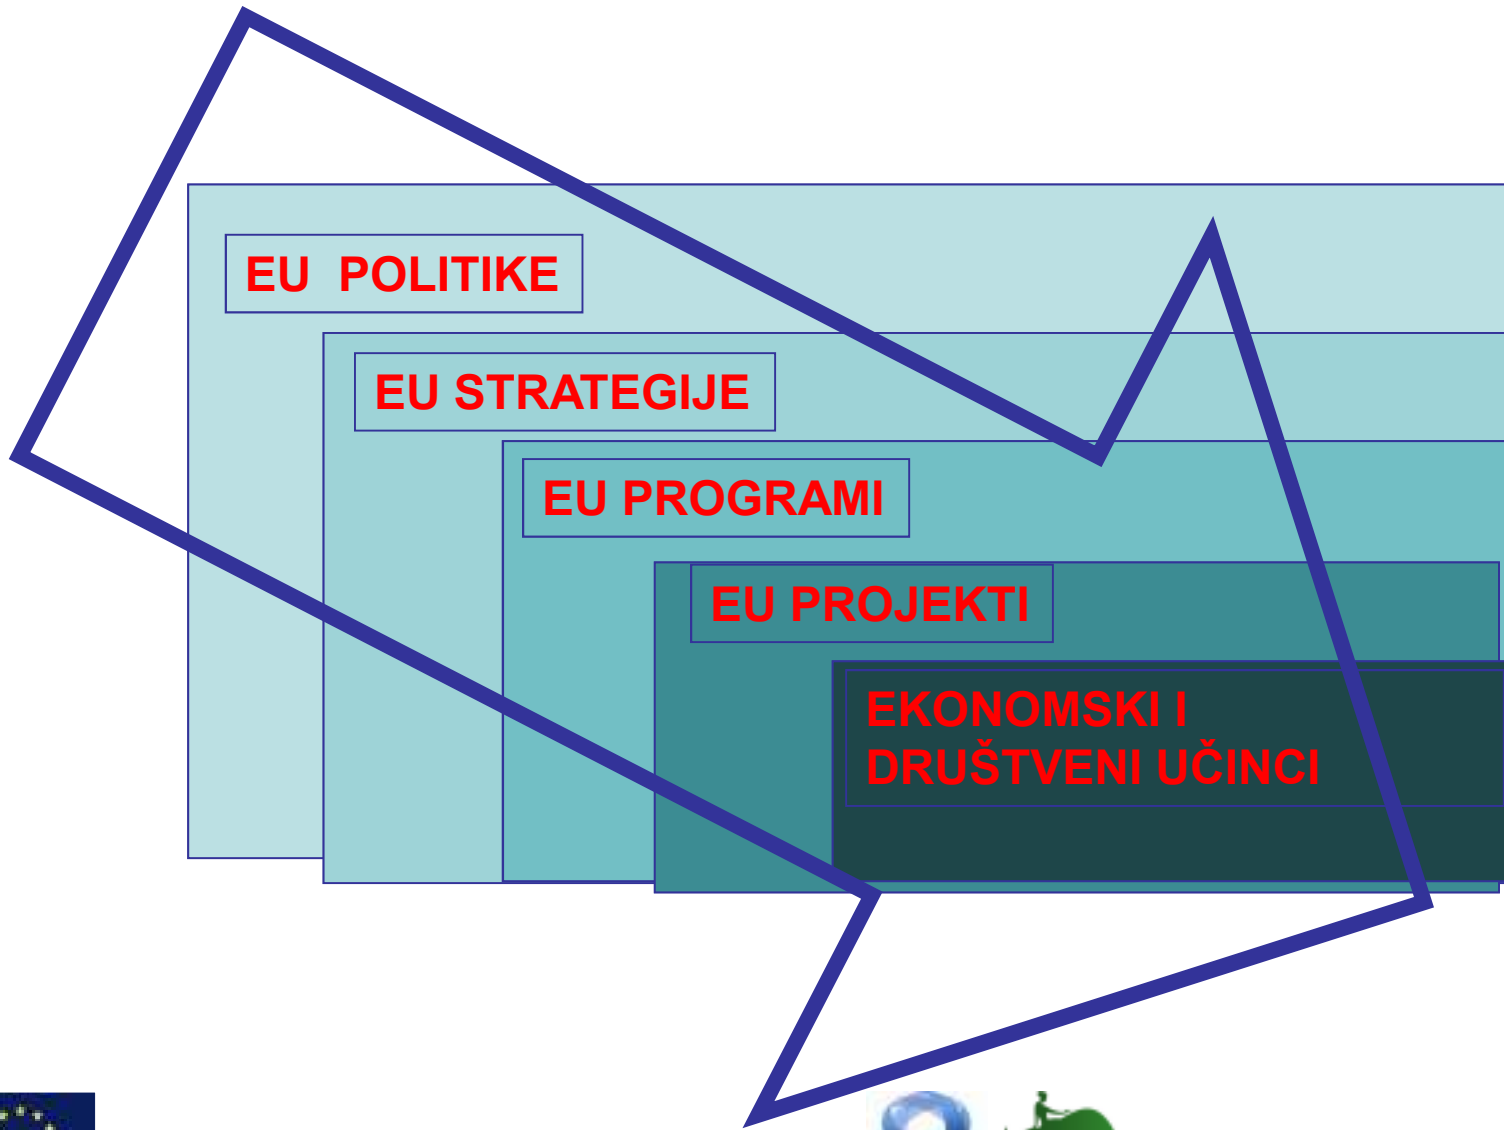 EU  POLITIKE
EU STRATEGIJE
EU PROGRAMI
EU PROJEKTI
EKONOMSKI I
DRUŠTVENI UČINCI